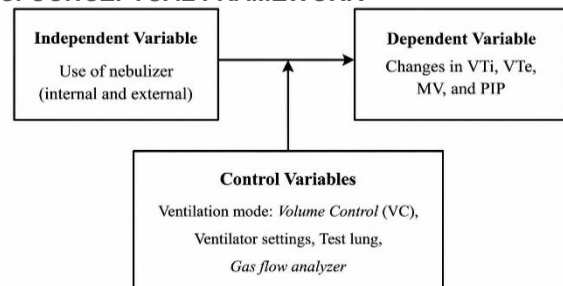 Independent Variable
Use of nebulizer
(internal and external)
Dependent Variable
Changes in VTi, VTe,
MV, and PIP
Control Variables
Ventilation mode: Volume Control (VC),
Ventilator settings, Test lung,
Gas flow analyzer